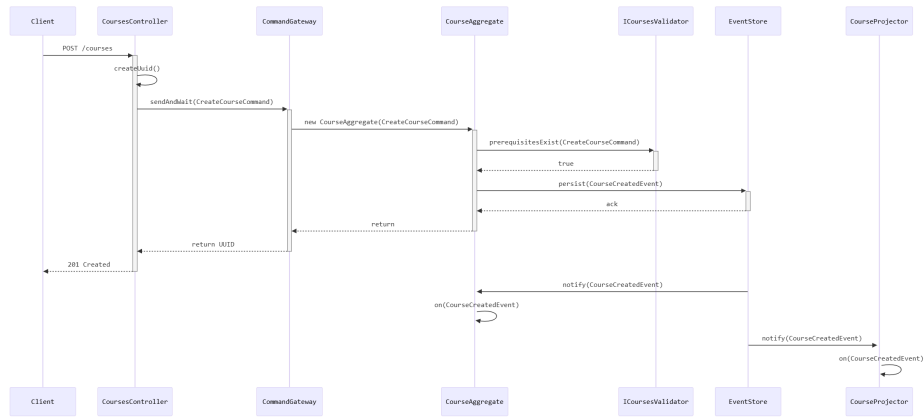 Client
CoursesController
CommandGateway
CourseAggregate
ICoursesValidator
EventStore
CourseProjector
POST /courses
createUuid()
sendAndWait(CreateCourseCommand)
new CourseAggregate(CreateCourseCommand)
prerequisitesExist(CreateCourseCommand)
true
persist(CourseCreatedEvent)
ack
return
return UUID
201 Created
notify(CourseCreatedEvent)
on(CourseCreatedEvent)
notify(CourseCreatedEvent)
on(CourseCreatedEvent)
Client
CoursesController
CommandGateway
CourseAggregate
ICoursesValidator
EventStore
CourseProjector